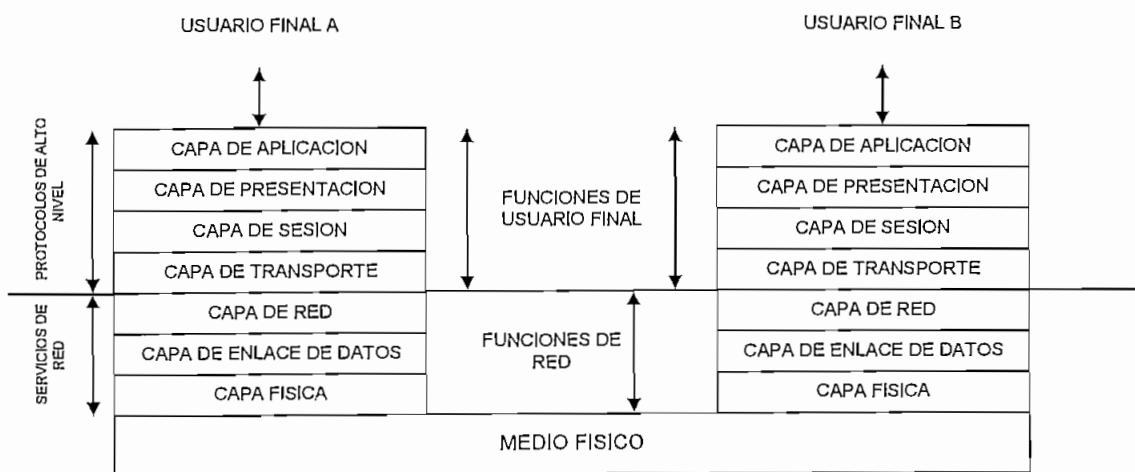 USUARIO FINAL A
USUARIO FINAL B
PROTOCOLOS DE ALTO
NIVEL
CAPA DE APLICACION
CAPA DE PRESENTACION
CAPA DE SESION
CAPA DE TRANSPORTE
FUNCIONES DE
USUARIO FINAL
CAPA DE APLICACION
CAPA DE PRESENTACION
CAPA DE SESION
CAPA DE TRANSPORTE
SERVICIOS DE
RED
CAPA DE RED
CAPA DE ENLACE DE DATOS
CAPA FISICA
FUNCIONES DE
RED
CAPA DE RED
CAPA DE ENLACE DE DATOS
CAPA FISICA
MEDIO FISICO